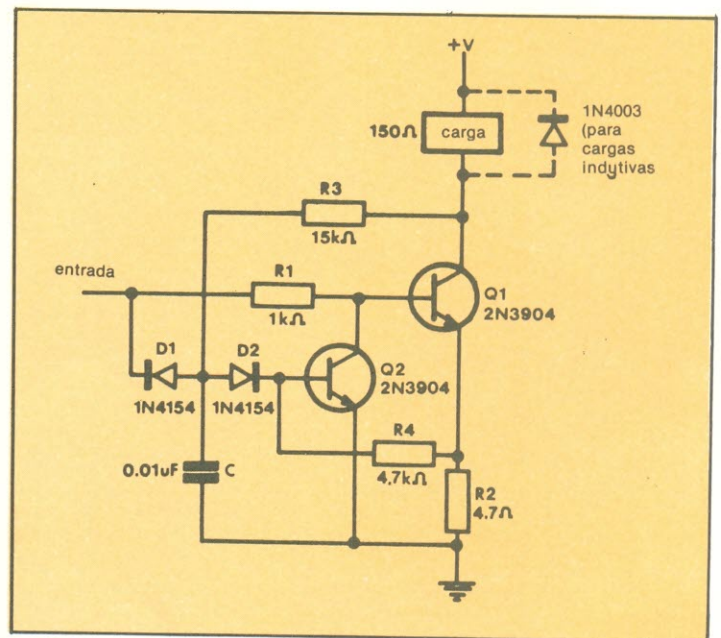 +V
150Ω
carga
1N4003
(para
cargas
indytivas
R3
15kΩ
entrada
R1
1kΩ
Q1
2N3904
D1
D2
1N4154
1N4154
Q2
2N3904
R4
4.7kΩ
0.01uF
C
R2
4.7Ω